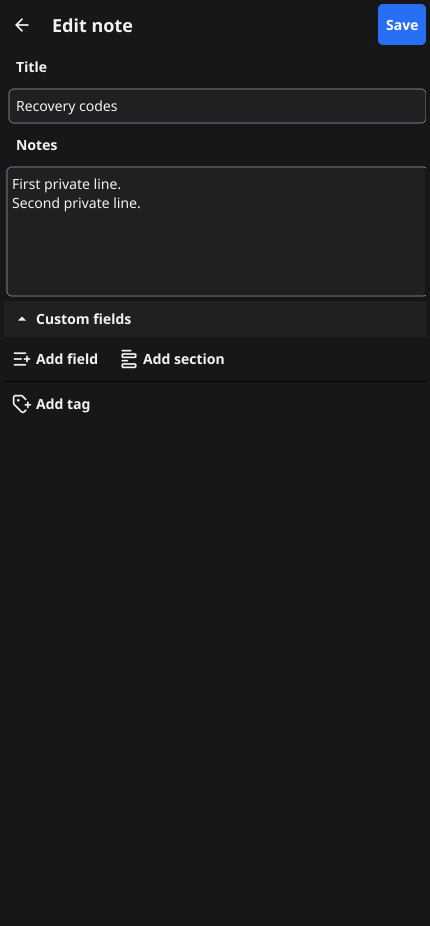 Edit note
Save
Title
Recovery codes
Notes
First private line.
Second private line.
Custom fields
Add field
Add section
Add tag